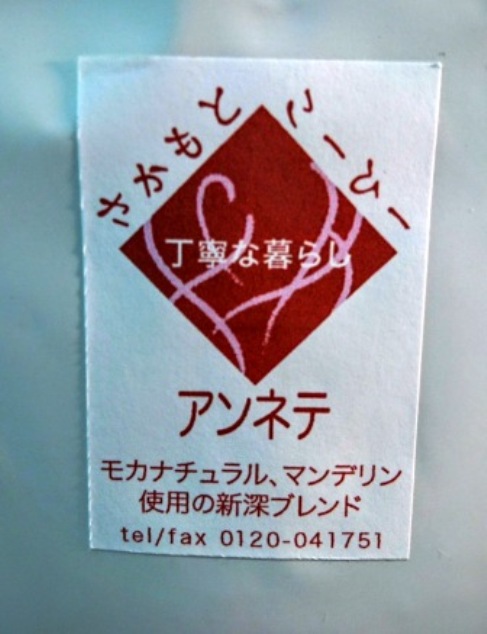 さかもとこーひー
丁寧な暮らし
アンネテ
モカナチュラル、マンデリン
使用の新深ブレンド
tel/fax 0120-041751